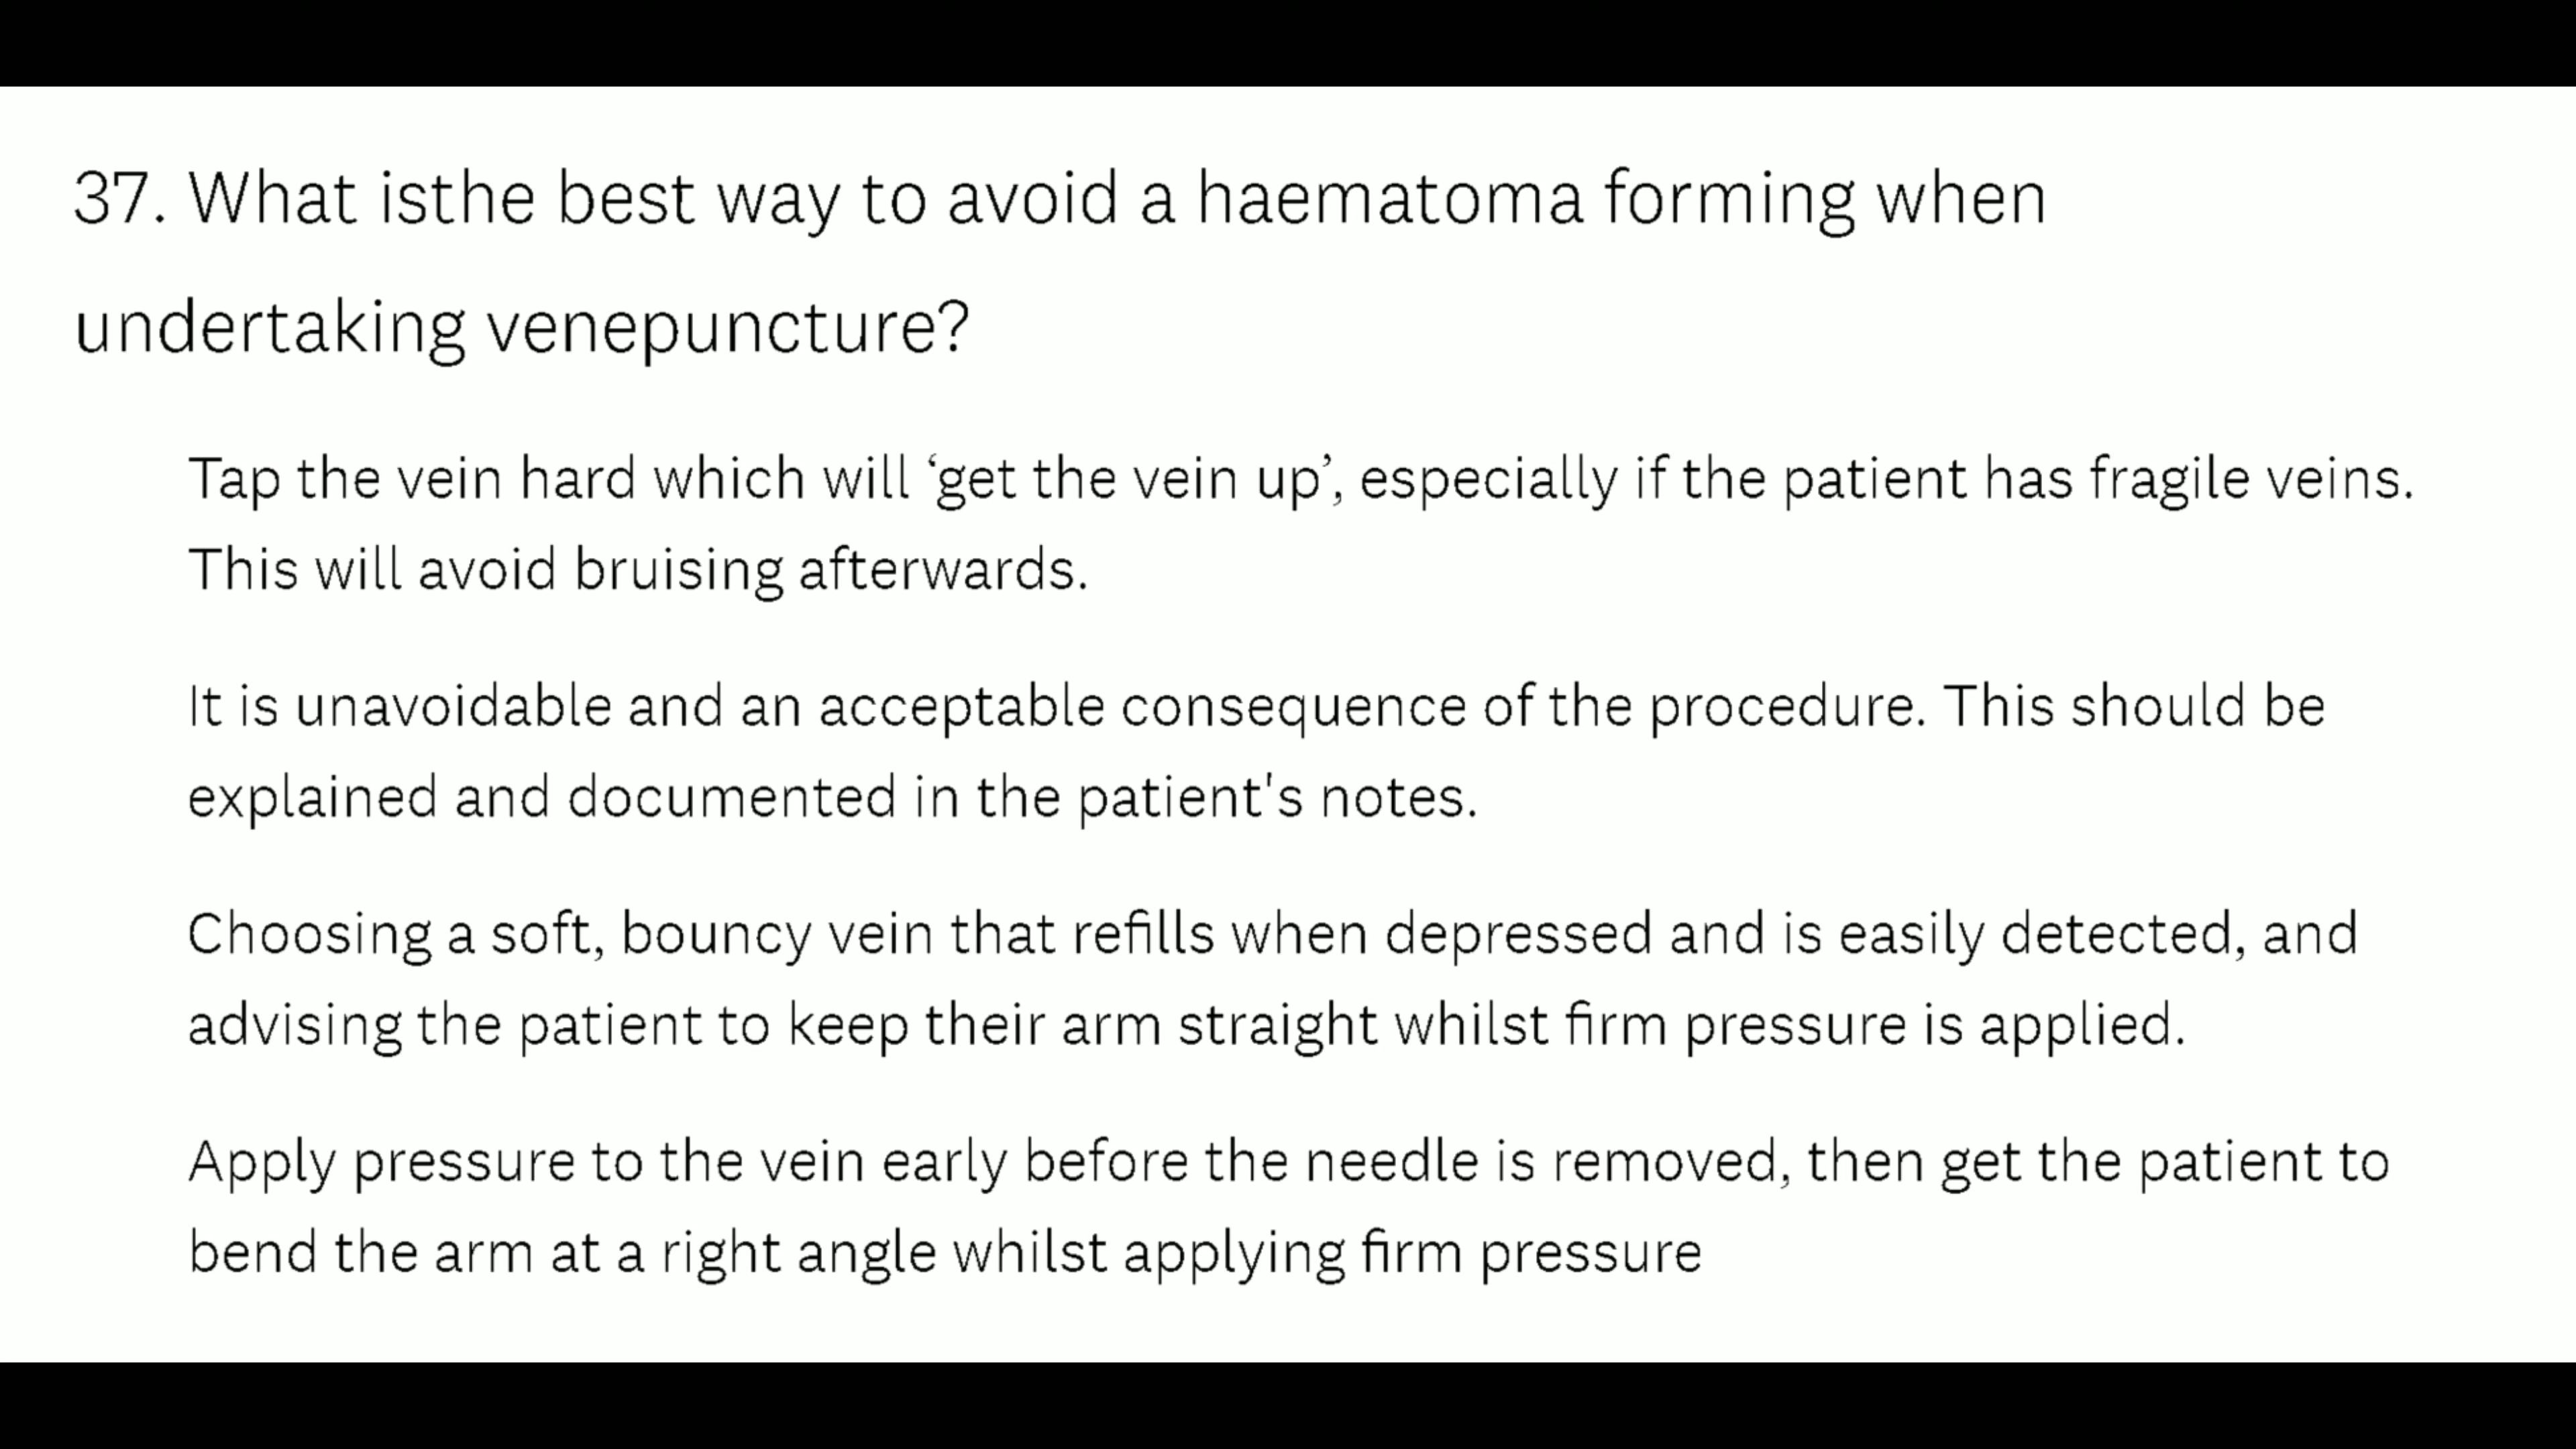 37. What isthe best way to avoid a haematoma forming when
undertaking venepuncture?
Tap the vein hard which will ‘get the vein up’, especially if the patient has fragile veins.
This will avoid bruising afterwards.
It is unavoidable and an acceptable consequence of the procedure. This should be
explained and documented in the patient's notes.
Choosing a soft, bouncy vein that refills when depressed and is easily detected, and
advising the patient to keep their arm straight whilst firm pressure is applied.
Apply pressure to the vein early before the needle is removed, then get the patient to
bend the arm at a right angle whilst applying firm pressure